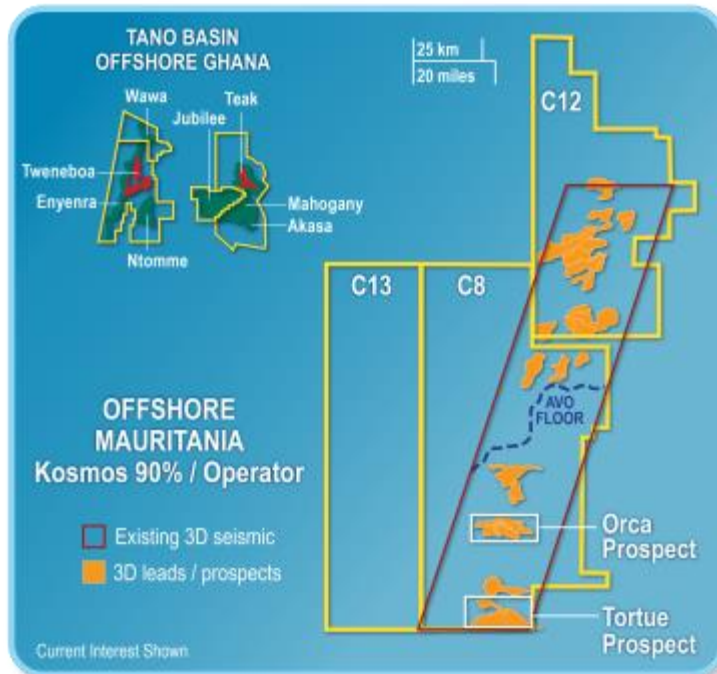 TANO BASIN
OFFSHORE GHANA
Wawa
Teak
Jubilee
Tweneboa
Enyenra
Mahogany
Akasa
Ntomme
25 km
20 miles
C12
C13
C8
AVO
FLOOR
OFFSHORE
MAURITANIA
Kosmos 90% / Operator
Existing 3D seismic
3D leads / prospects
Orca
Prospect
Tortue
Prospect
Current Interest Shown